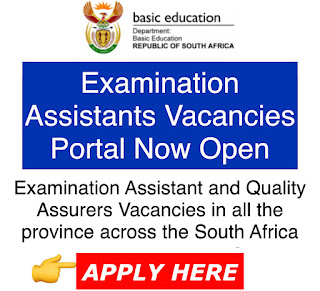 basic education
Department:
Basic Education
REPUBLIC OF SOUTH AFRICA
Examination
Assistants Vacancies
Portal Now Open
Examination Assistant and Quality
Assurers Vacancies in all the
province across the South Africa
APPLY HERE